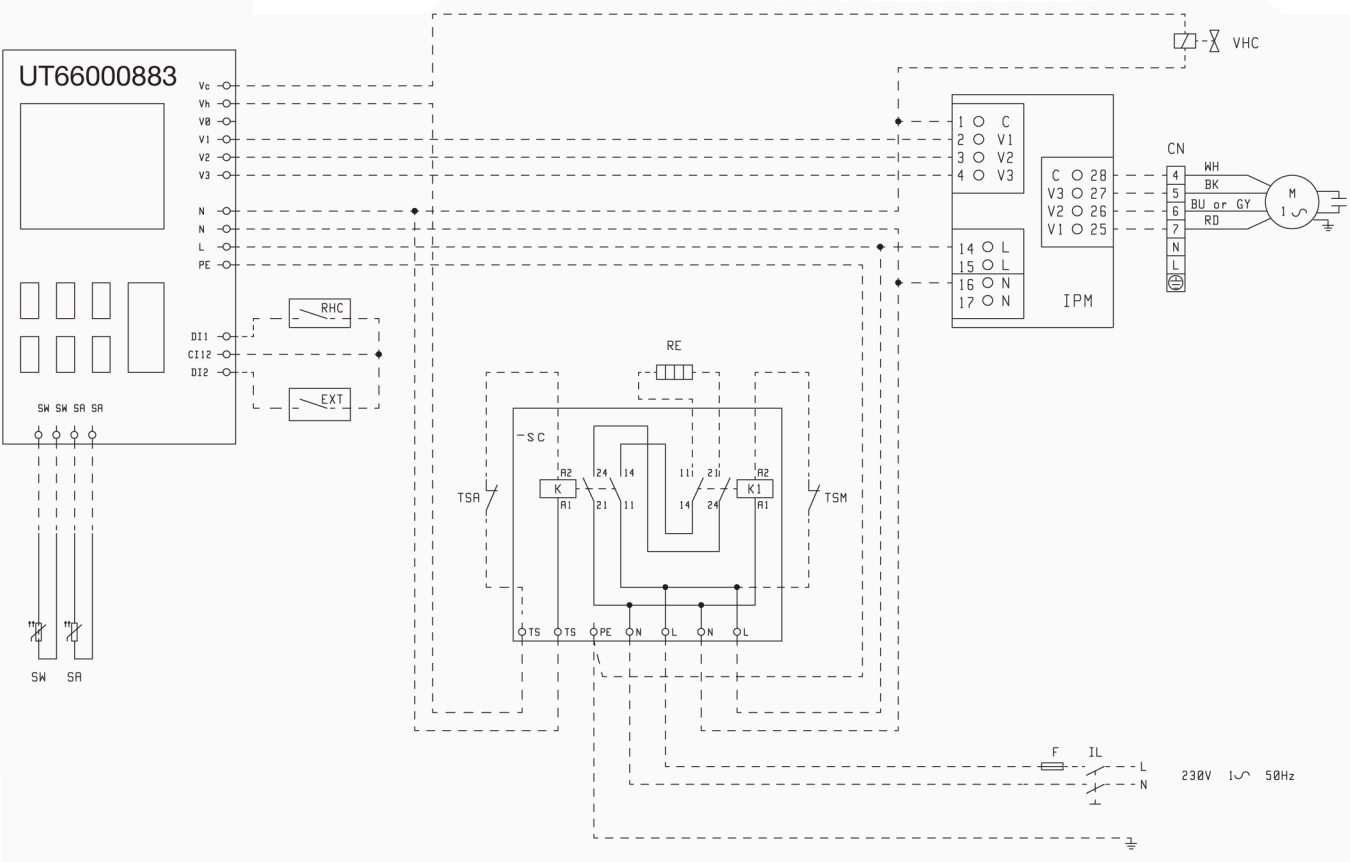 VHC
UT66000883
Vc
Vh
V0
V1
V2
V3
N
N
L
PE
1 C
2 V1
3 V2
4 V3
C 28
V3 27
V2 26
V1 25
14 L
15 L
16 N
17 N
IPM
CN
4 WH
5 BK
6 BU or GY
7 RD
N
L
M
1
RHC
DI1
CI12
DI2
EXT
SW SW SA SA
RE
-SC
A2 24 14 11 21 A2
TSA K K1 TSM
A1 21 11 14 24 A1
TS TS PE N L N L
SW SA
F IL
L
N
230V 1 50Hz